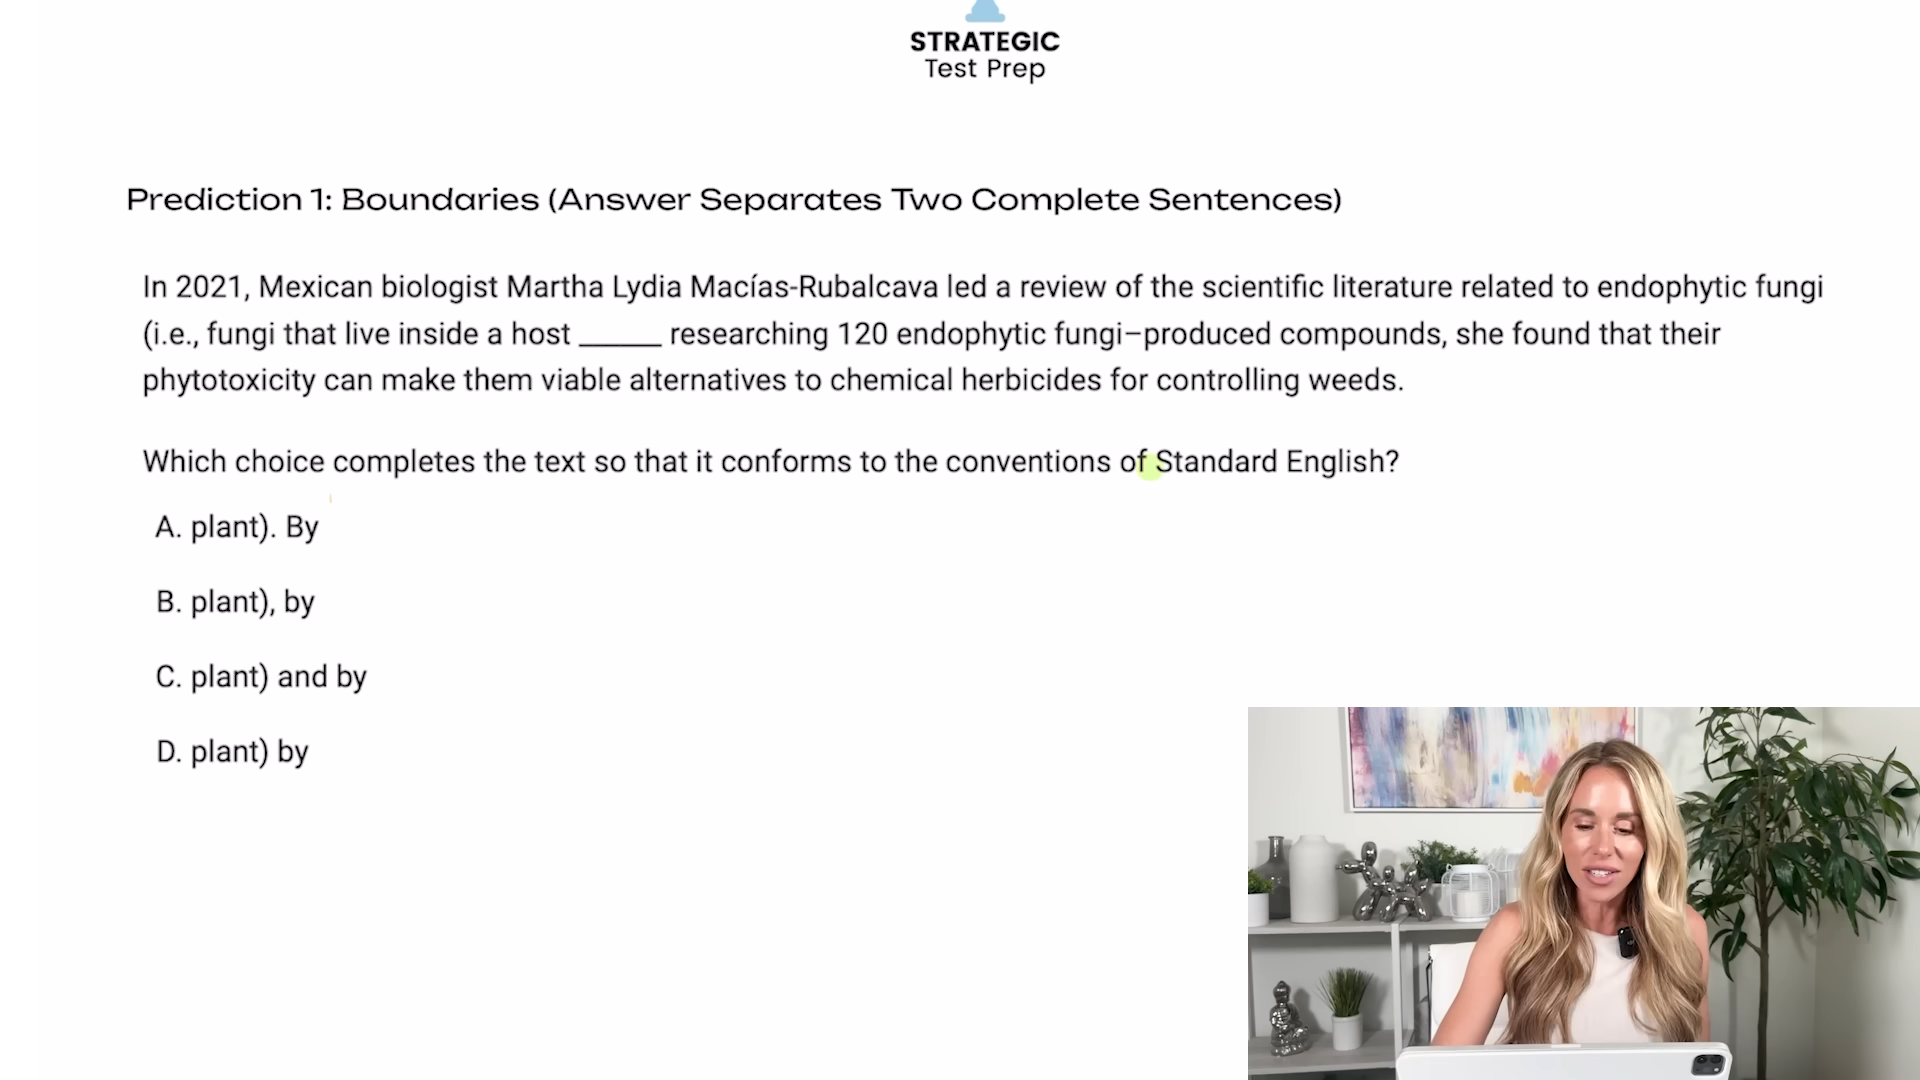 STRATEGIC
Test Prep
Prediction 1: Boundaries (Answer Separates Two Complete Sentences)
In 2021, Mexican biologist Martha Lydia Macías-Rubalcava led a review of the scientific literature related to endophytic fungi
(i.e., fungi that live inside a host ______ researching 120 endophytic fungi–produced compounds, she found that their
phytotoxicity can make them viable alternatives to chemical herbicides for controlling weeds.
Which choice completes the text so that it conforms to the conventions of Standard English?
A. plant). By
B. plant), by
C. plant) and by
D. plant) by